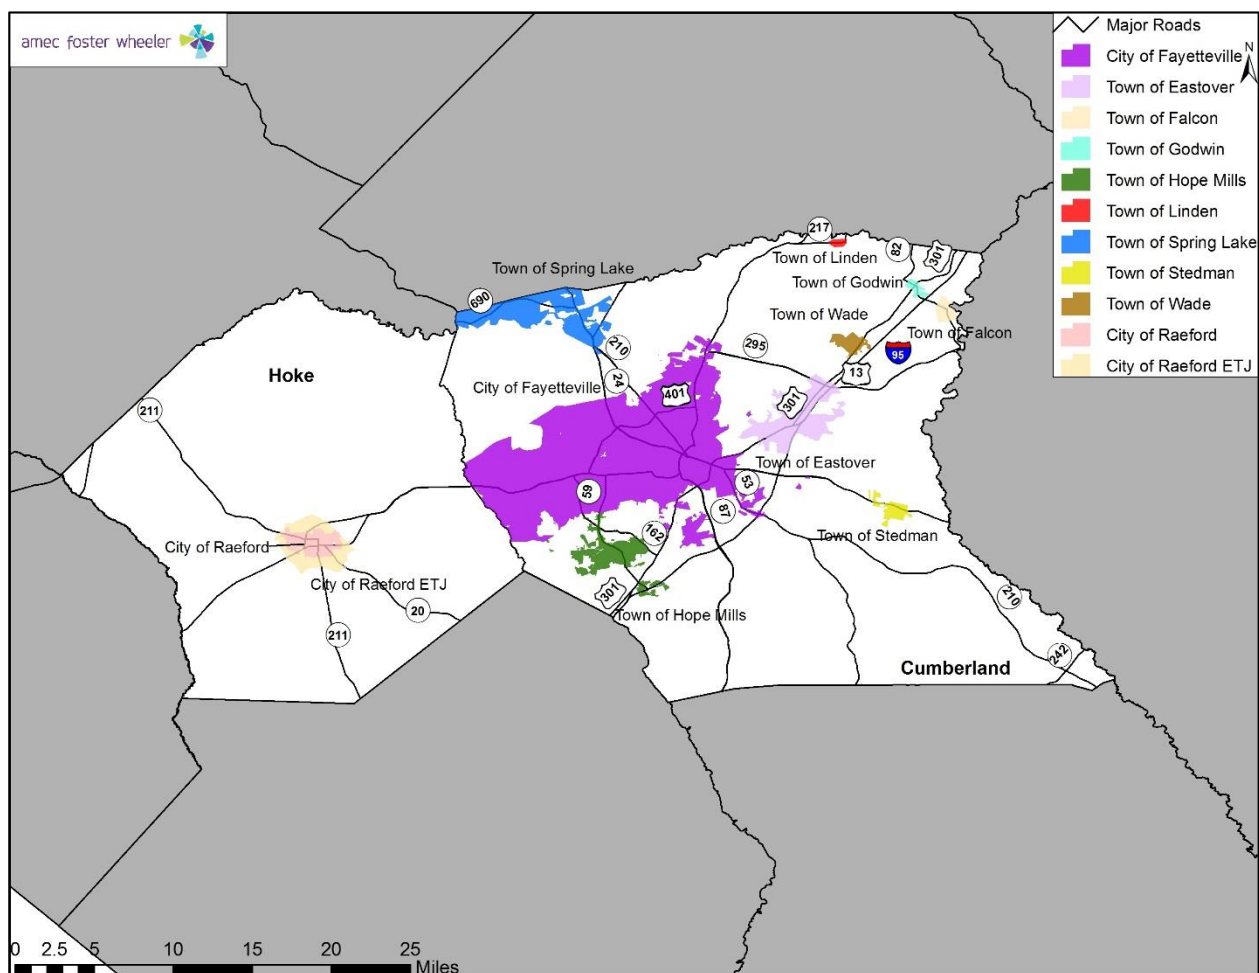 amec foster wheeler
Major Roads
N
City of Fayetteville
Town of Eastover
Town of Falcon
Town of Godwin
Town of Hope Mills
Town of Linden
Town of Spring Lake
Town of Stedman
Town of Wade
City of Raeford
City of Raeford ETJ
217
82
301
Town of Linden
Town of Spring Lake
Town of Godwin
690
Town of Wade
Town of Falcon
210
295
95
13
Hoke
City of Fayetteville
24
401
301
211
Town of Eastover
59
53
87
162
Town of Stedman
City of Raeford
City of Raeford ETJ
301
Town of Hope Mills
210
20
211
242
Cumberland
0 2.5 5 10 15 20 25
Miles